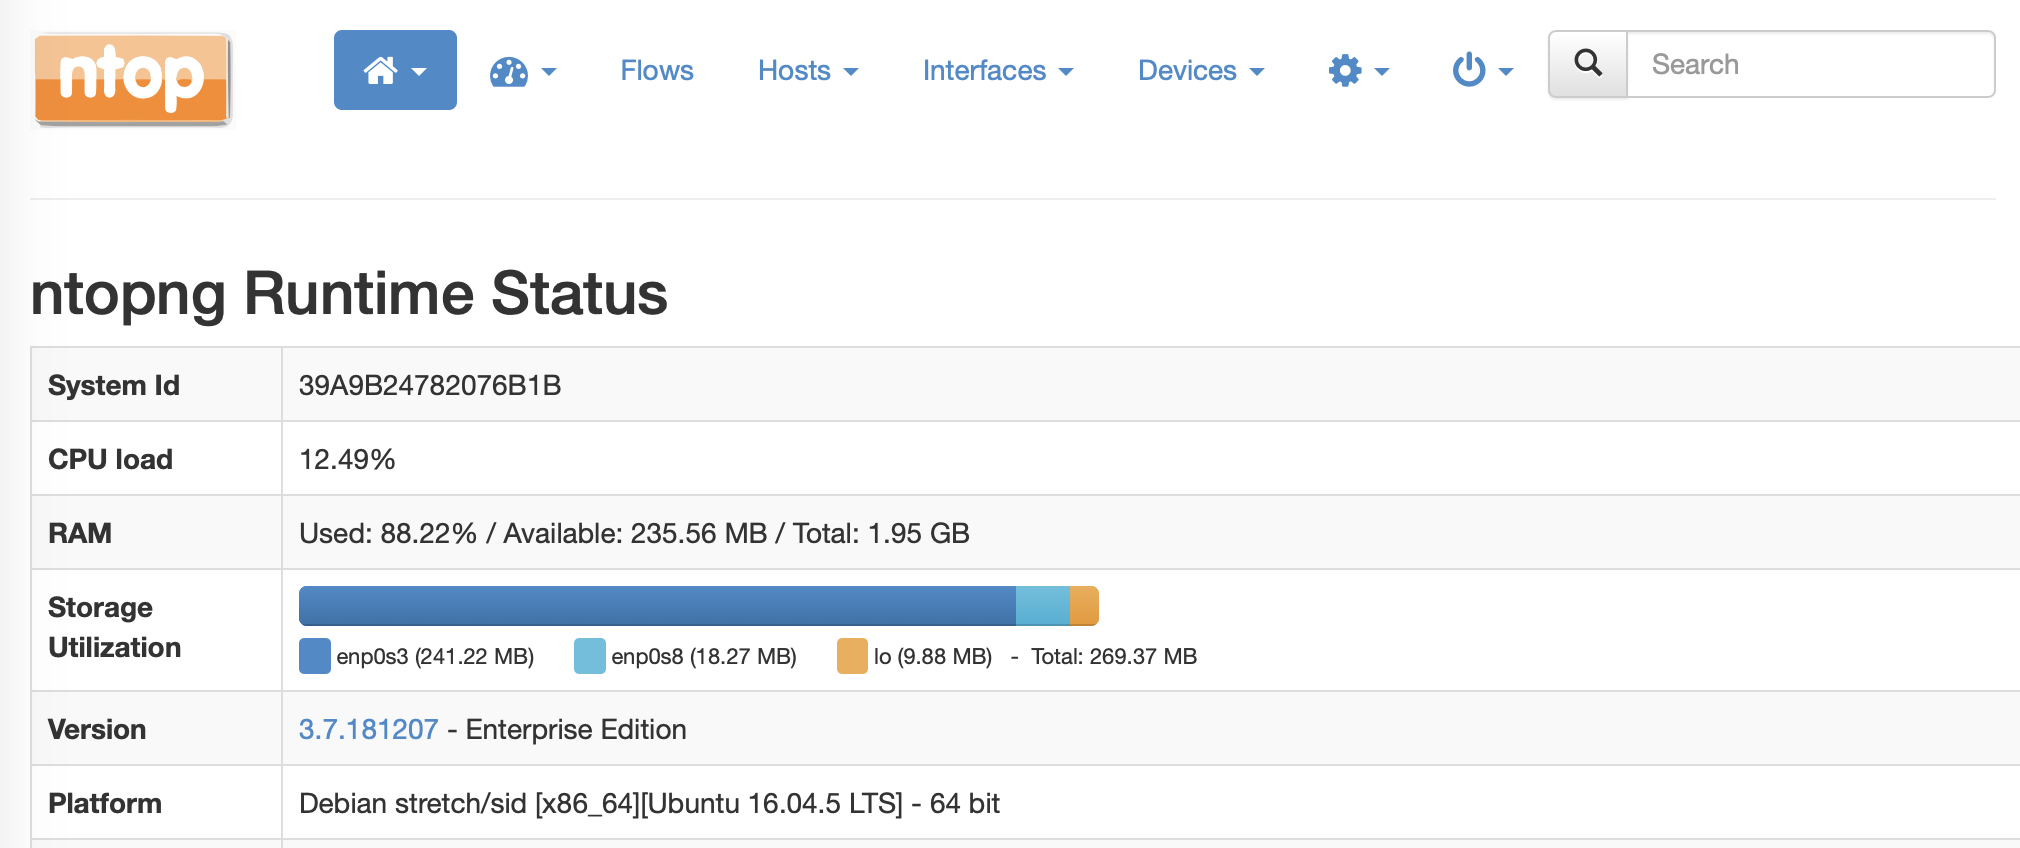 ntop
Flows Hosts Interfaces Devices Search
ntopng Runtime Status
System Id 39A9B24782076B1B
CPU load 12.49%
RAM Used: 88.22% / Available: 235.56 MB / Total: 1.95 GB
Storage
Utilization
enp0s3 (241.22 MB) enp0s8 (18.27 MB) lo (9.88 MB) - Total: 269.37 MB
Version 3.7.181207 - Enterprise Edition
Platform Debian stretch/sid [x86_64][Ubuntu 16.04.5 LTS] - 64 bit